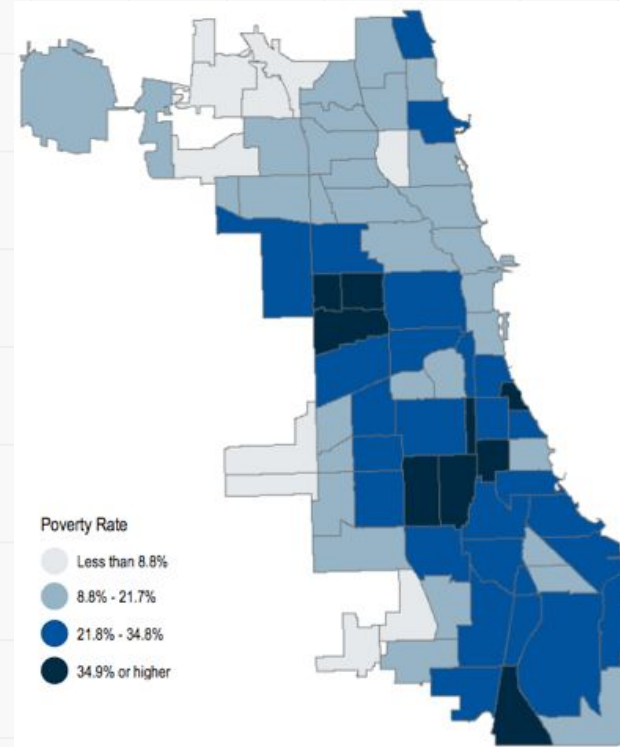 Poverty Rate
Less than 8.8%
8.8% - 21.7%
21.8% - 34.8%
34.9% or higher